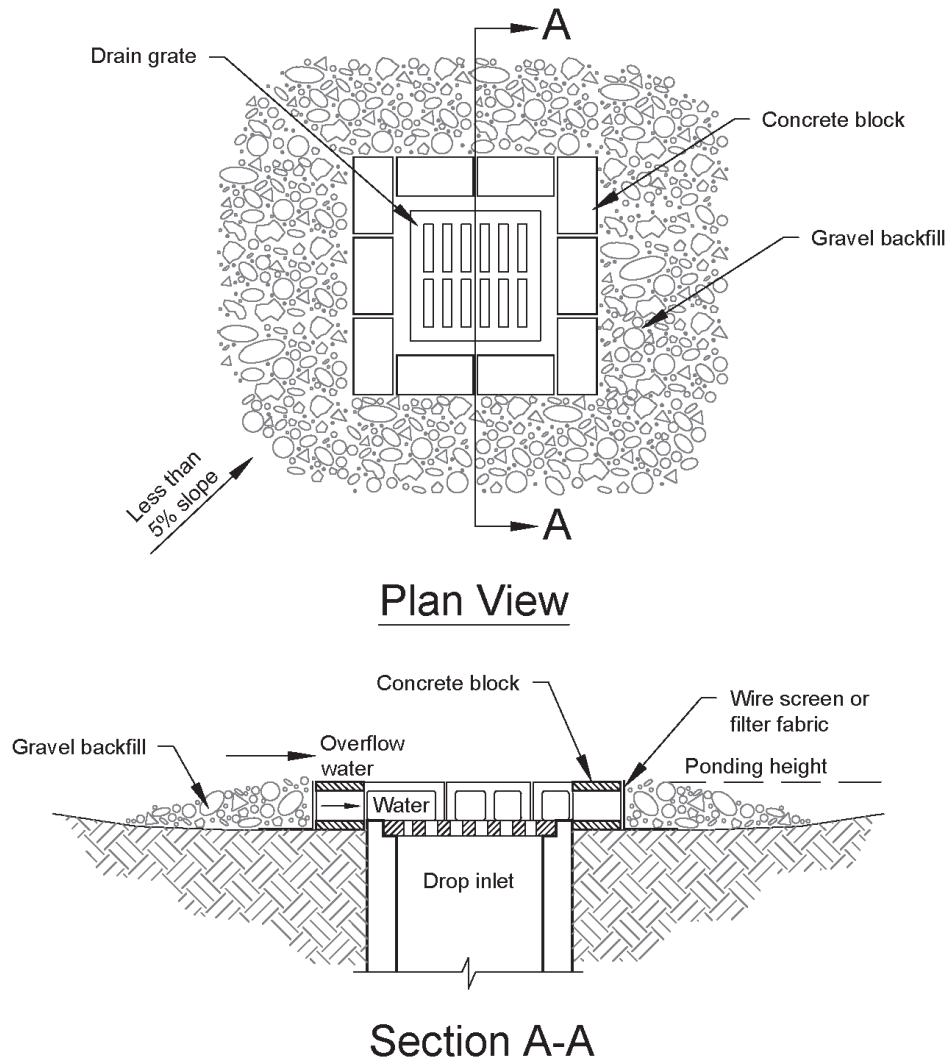 A
Drain grate
Concrete block
Gravel backfill
Less than
5% slope
A
Plan View
Concrete block
Wire screen or
filter fabric
Gravel backfill
Overflow
water
Ponding height
Water
Drop inlet
Section A-A